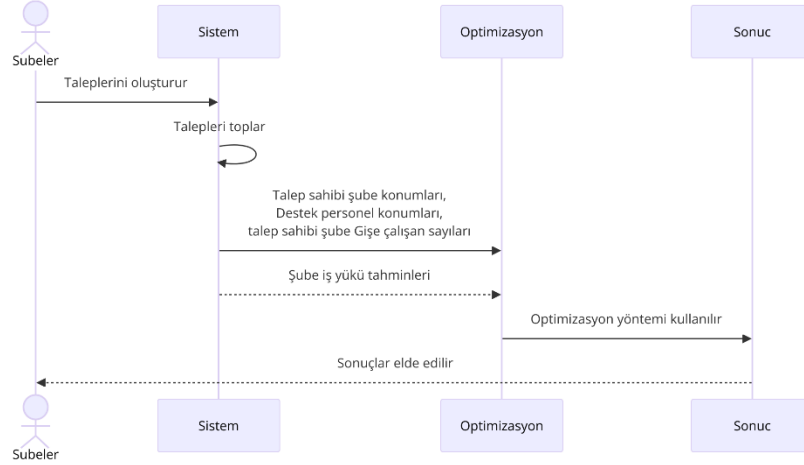 Sistem
Optimizasyon
Sonuc
Subeler
Taleplerini oluşturur
Talepleri toplar
Talep sahibi şube konumları,
Destek personel konumları,
talep sahibi şube Gişe çalışan sayıları
Şube iş yükü tahminleri
Optimizasyon yöntemi kullanılır
Sonuçlar elde edilir
Sistem
Optimizasyon
Sonuc
Subeler